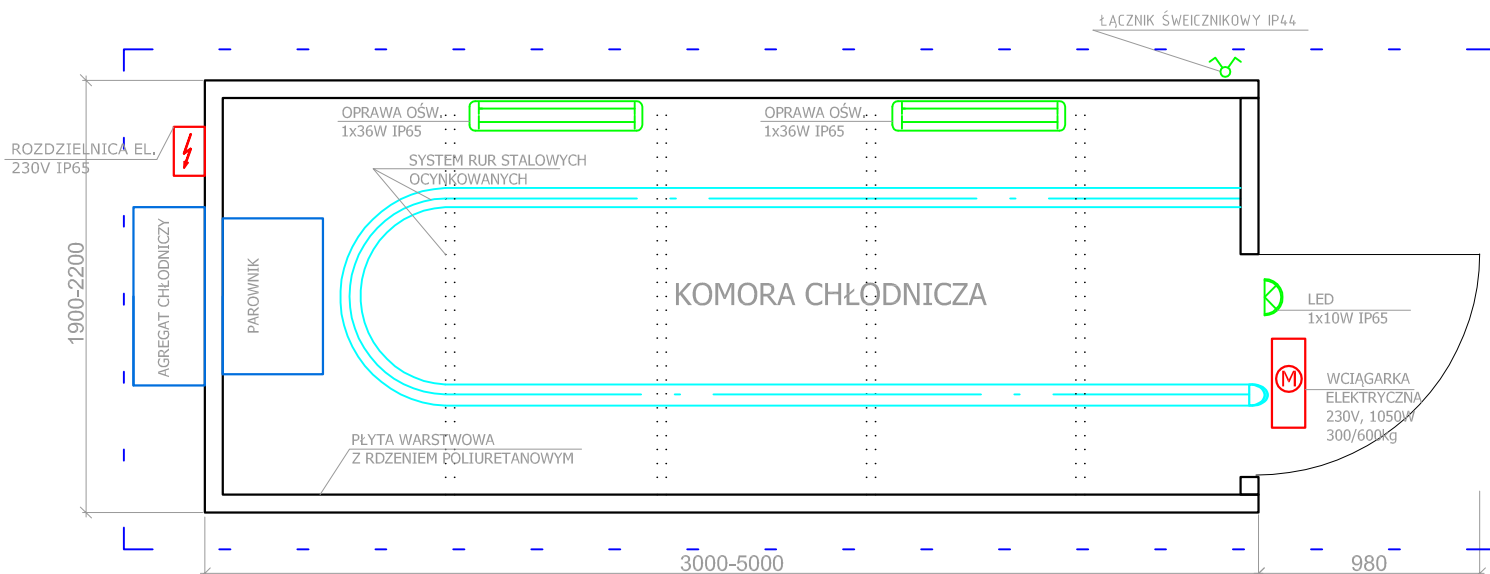 ŁĄCZNIK ŚWEICZNIKOWY IP44
OPRAWA OŚW.
1x36W IP65
OPRAWA OŚW.
1x36W IP65
ROZDZIELNICA EL.
230V IP65
SYSTEM RUR STALOWYCH
OCYNKOWANYCH
1900-2200
AGREGAT CHŁODNICZY
PAROWNIK
KOMORA CHŁODNICZA
LED
1x10W IP65
M
WCIĄGARKA
ELEKTRYCZNA
230V, 1050W
300/600kg
PŁYTA WARSTWOWA
Z RDZENIEM POLIURETANOWYM
3000-5000
980